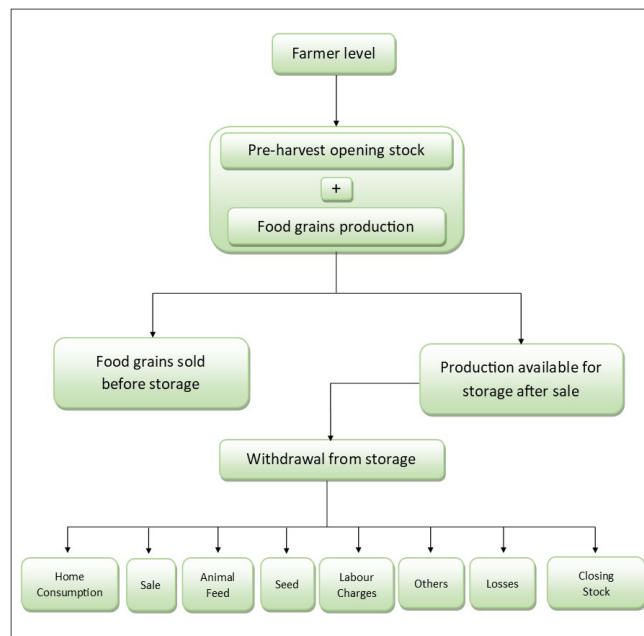 Farmer level
Pre-harvest opening stock
+
Food grains production
Food grains sold
before storage
Production available for
storage after sale
Withdrawal from storage
Home
Consumption
Sale
Animal
Feed
Seed
Labour
Charges
Others
Losses
Closing
Stock